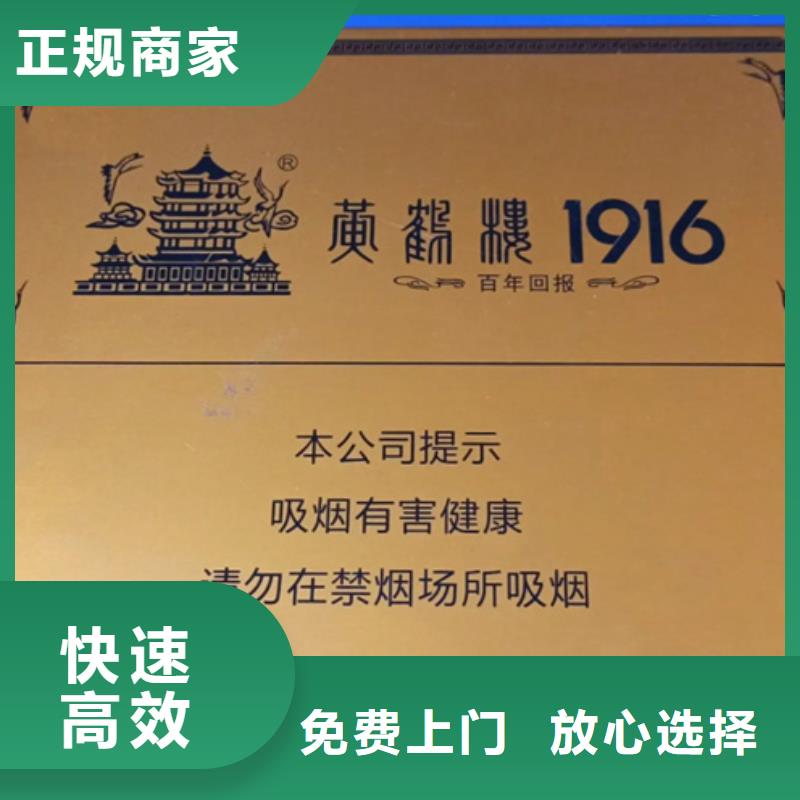 正规商家
®
黄鹤楼 1916
百年回报
本公司提示
吸烟有害健康
请勿在禁烟场所吸烟
快速
高效
免费上门 放心选择